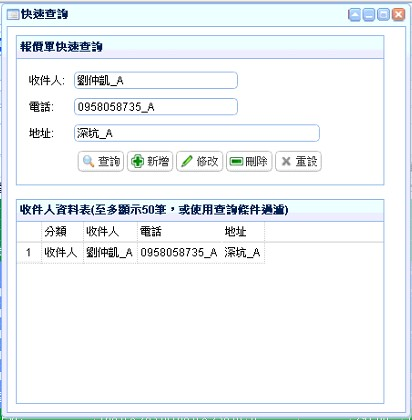 快速查詢
報價單快速查詢
收件人: 劉仲凱_A
電話: 0958058735_A
地址: 深坑_A
查詢 新增 修改 刪除 重設
收件人資料表(至多顯示50筆，或使用查詢條件過濾)
分類 收件人 電話 地址
1 收件人 劉仲凱_A 0958058735_A 深坑_A